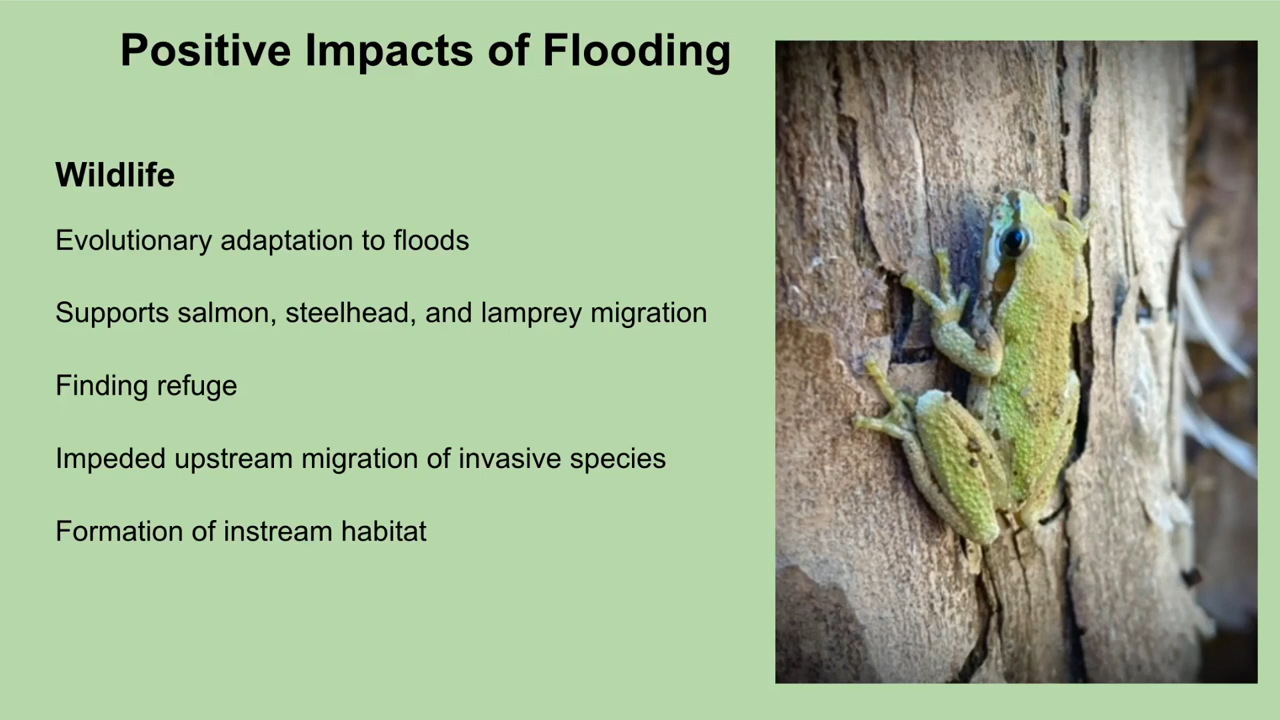 Positive Impacts of Flooding
Wildlife
Evolutionary adaptation to floods
Supports salmon, steelhead, and lamprey migration
Finding refuge
Impeded upstream migration of invasive species
Formation of instream habitat